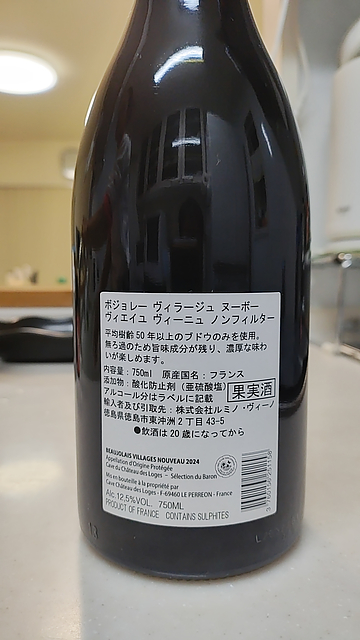 ボジョレー ヴィラージュ ヌーボー
ヴィエイユ ヴィーニュ ノンフィルター
平均樹齢50年以上のブドウのみを使用。
無ろ過のため旨味成分が残り、濃厚な味わ
いが楽しめます。
内容量:750ml 原産国名:フランス
添加物:酸化防止剤(亜硫酸塩)
アルコール分はラベルに記載
果実酒
輸入者及び引取先:株式会社ルミノ・ヴィーノ
徳島県徳島市東沖洲2丁目43-5
●飲酒は20歳になってから
BEAUJOLAIS VILLAGES NOUVEAU 2024
Appellation d'Origine Protégée
Cave du Château des Loges - Sélection du Baron
Mis en bouteille à la propriété par
Cave Château des Loges - F-69460 LE PERREON - France
Alc.12,5%VOL. 750ML
PRODUCT OF FRANCE CONTAINS SULPHITES